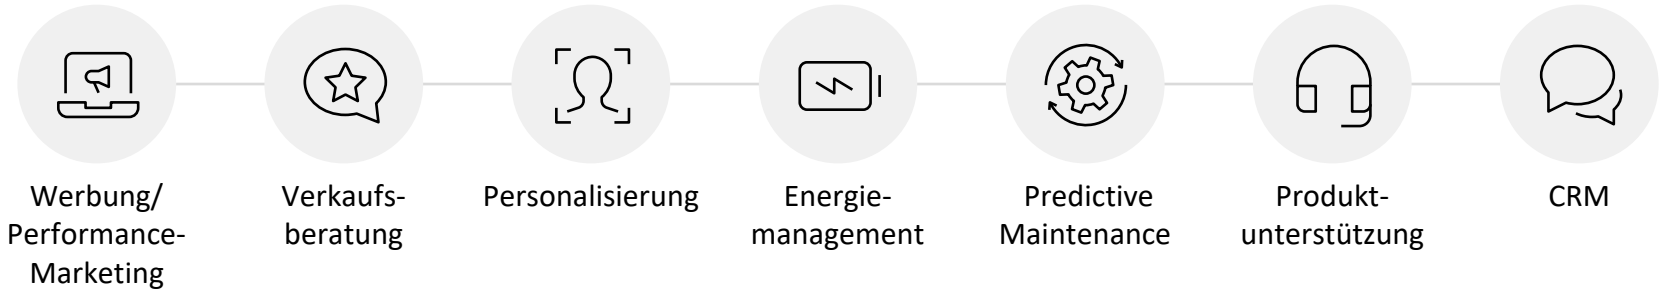 Werbung/
Performance-
Marketing
Verkaufs-
beratung
Personalisierung
Energie-
management
Predictive
Maintenance
Produkt-
unterstützung
CRM